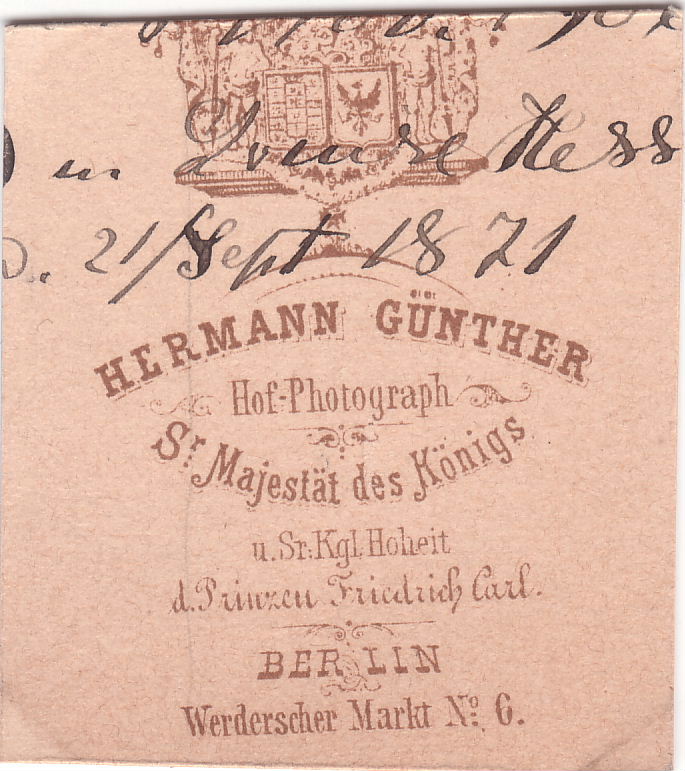 Louise Hess
21/Sept 1871
HERMANN GÜNTHER
Hof-Photograph
Sr. Majestät des Königs
u. Sr. Kgl. Hoheit
d. Prinzen Friedrich Carl.
BERLIN
Werderscher Markt No. 6.